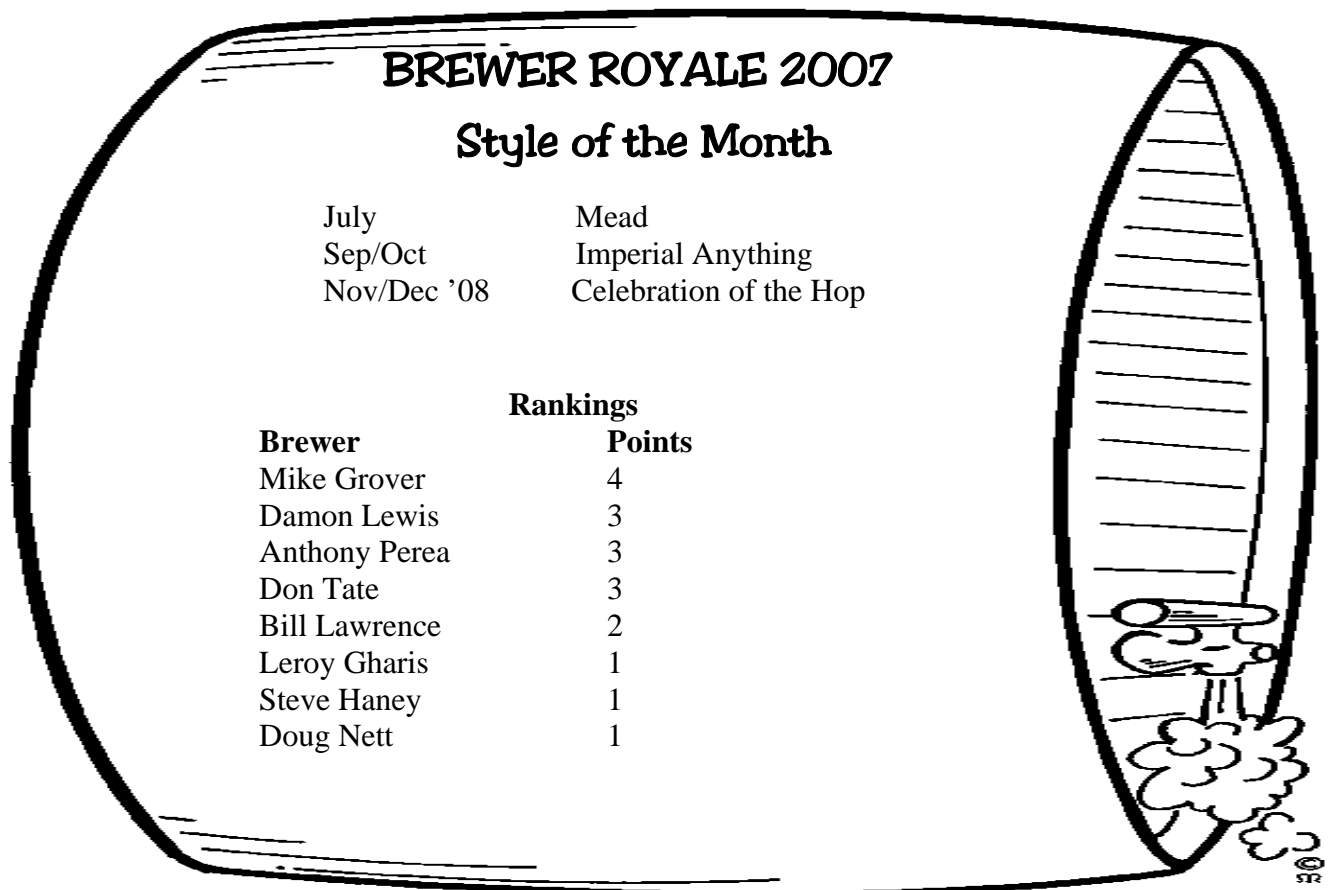 BREWER ROYALE 2007
Style of the Month
July Mead
Sep/Oct Imperial Anything
Nov/Dec ’08 Celebration of the Hop
Rankings
Brewer Points
Mike Grover 4
Damon Lewis 3
Anthony Perea 3
Don Tate 3
Bill Lawrence 2
Leroy Gharis 1
Steve Haney 1
Doug Nett 1
©